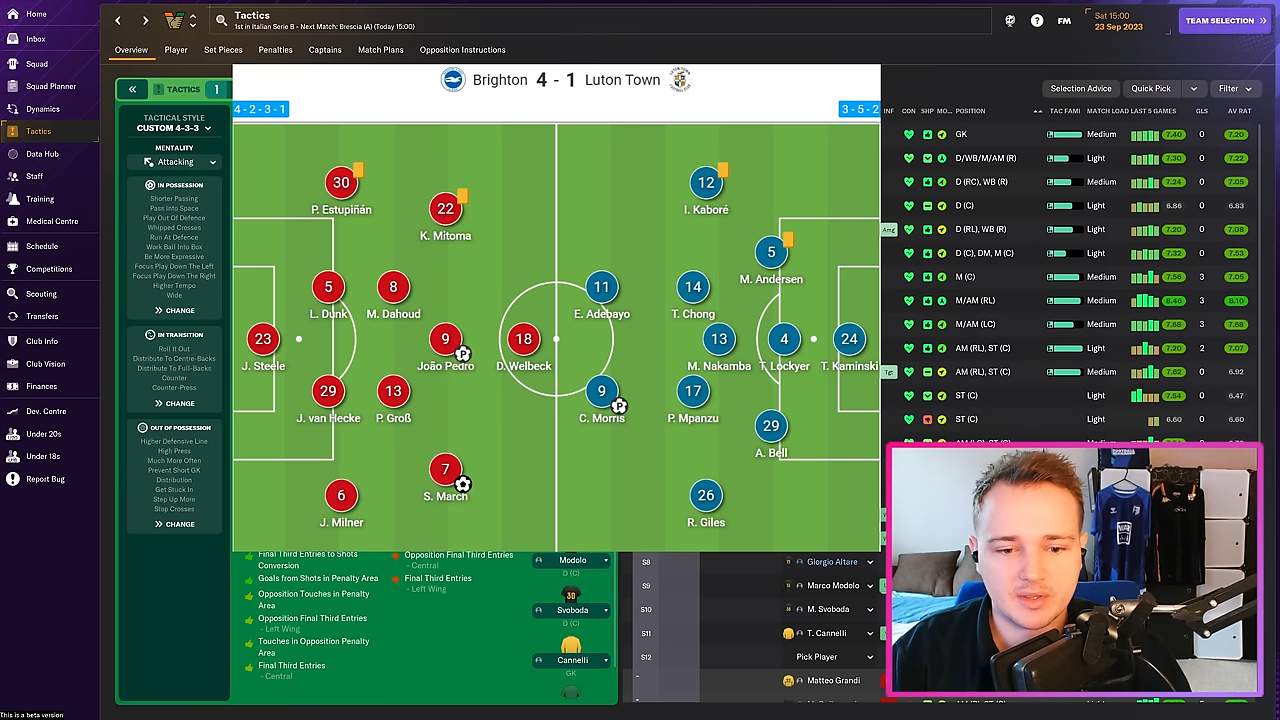 Home
Inbox
Squad
Squad Planner
Dynamics
Tactics
Data Hub
Staff
Training
Medical Centre
Schedule
Competitions
Scouting
Transfers
Club Info
Club Vision
Finances
Dev. Centre
Under 20s
Under 18s
Report Bug
This is a beta version
Tactics
1st in Italian Serie B - Next Match: Brescia (A) (Today 15:00)
FM
Sat 15:00
23 Sep 2023
TEAM SELECTION
Overview Player Set Pieces Penalties Captains Match Plans Opposition Instructions
TACTICS 1
TACTICAL STYLE
CUSTOM 4-3-3
MENTALITY
Attacking
IN POSSESSION
Shorter Passing
Pass Into Space
Play Out Of Defence
Whipped Crosses
Run At Defence
Work Ball Into Box
Be More Expressive
Focus Play Down The Left
Focus Play Down The Right
Higher Tempo
Wide
CHANGE
IN TRANSITION
Roll It Out
Distribute To Centre-Backs
Distribute To Full-Backs
Counter
Counter-Press
CHANGE
OUT OF POSSESSION
Higher Defensive Line
High Press
Much More Often
Prevent Short GK
Distribution
Get Stuck In
Step Up More
Stop Crosses
CHANGE
Brighton 4 - 1 Luton Town
4-2-3-1
3-5-2
30
P. Estupiñán
22
K. Mitoma
5
L. Dunk
8
M. Dahoud
23
J. Steele
9
João Pedro
P
18
D. Welbeck
29
J. van Hecke
13
P. Groß
7
S. March
6
J. Milner
12
I. Kaboré
5
M. Andersen
11
E. Adebayo
14
T. Chong
13
M. Nakamba
4
T. Lockyer
24
T. Kaminski
9
C. Morris
P
17
P. Mpanzu
29
A. Bell
26
R. Giles
Selection Advice Quick Pick Filter
INF CON SHP MO... POSITION TAC FAMI MATCH LOAD LAST 5 GAMES GLS AV RAT
GK Medium 7.40 0 7.20
D/WB/M/AM (R) Light 7.30 0 7.22
D (RC), WB (R) Medium 7.24 0 7.05
D (C) Light 6.86 0 6.83
D (RL), WB (R) Light 7.20 0 7.08
D (C), DM, M (C) Light 7.32 0 7.53
M (C) Medium 7.56 0 7.05
M/AM (RL) Medium 8.46 3 8.10
M/AM (LC) Light 7.68 3 7.68
AM (RL), ST (C) Light 7.20 2 7.07
AM (RL), ST (C) Medium 7.62 0 6.92
ST (C) Light 7.54 0 6.47
ST (C) Light 6.60 0 6.60
Final Third Entries to Shots
Conversion
Goals from Shots in Penalty Area
Opposition Touches in Penalty
Area
Opposition Final Third Entries
- Left Wing
Touches in Opposition Penalty
Area
Final Third Entries
- Central
Opposition Final Third Entries
- Central
Final Third Entries
- Left Wing
Modolo
D (C)
30
Svoboda
D (C)
Cannelli
GK
S8 Giorgio Altare
S9 Marco Modolo
S10 M. Svoboda
S11 T. Cannelli
S12 Pick Player
- Matteo Grandi